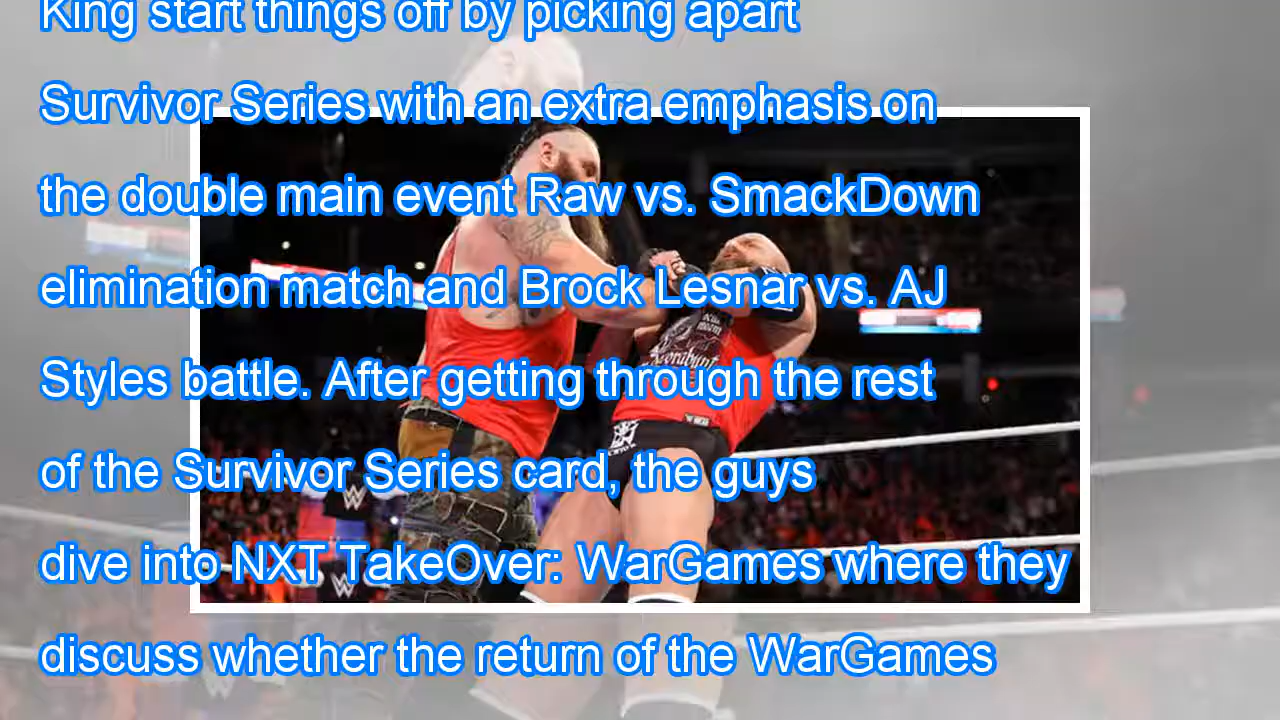 King start things off by picking apart
Survivor Series with an extra emphasis on
the double main event Raw vs. SmackDown
elimination match and Brock Lesnar vs. AJ
Styles battle. After getting through the rest
of the Survivor Series card, the guys
dive into NXT TakeOver: WarGames where they
discuss whether the return of the WarGames